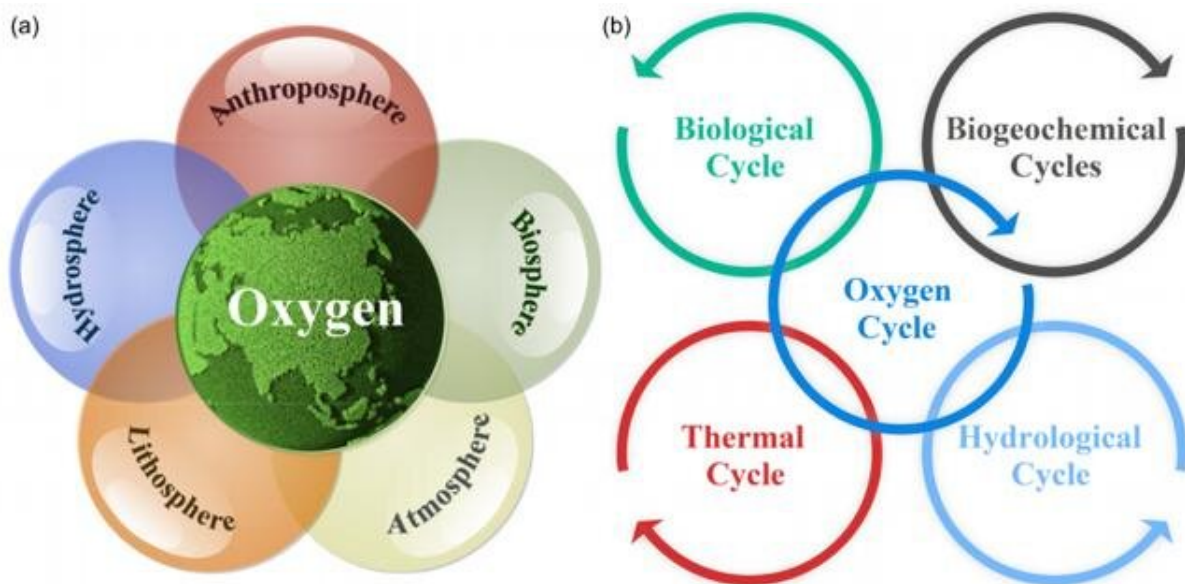 (a)
Anthroposphere
Hydrosphere
Biosphere
Oxygen
Lithosphere
Atmosphere
(b)
Biological
Cycle
Biogeochemical
Cycles
Oxygen
Cycle
Thermal
Cycle
Hydrological
Cycle